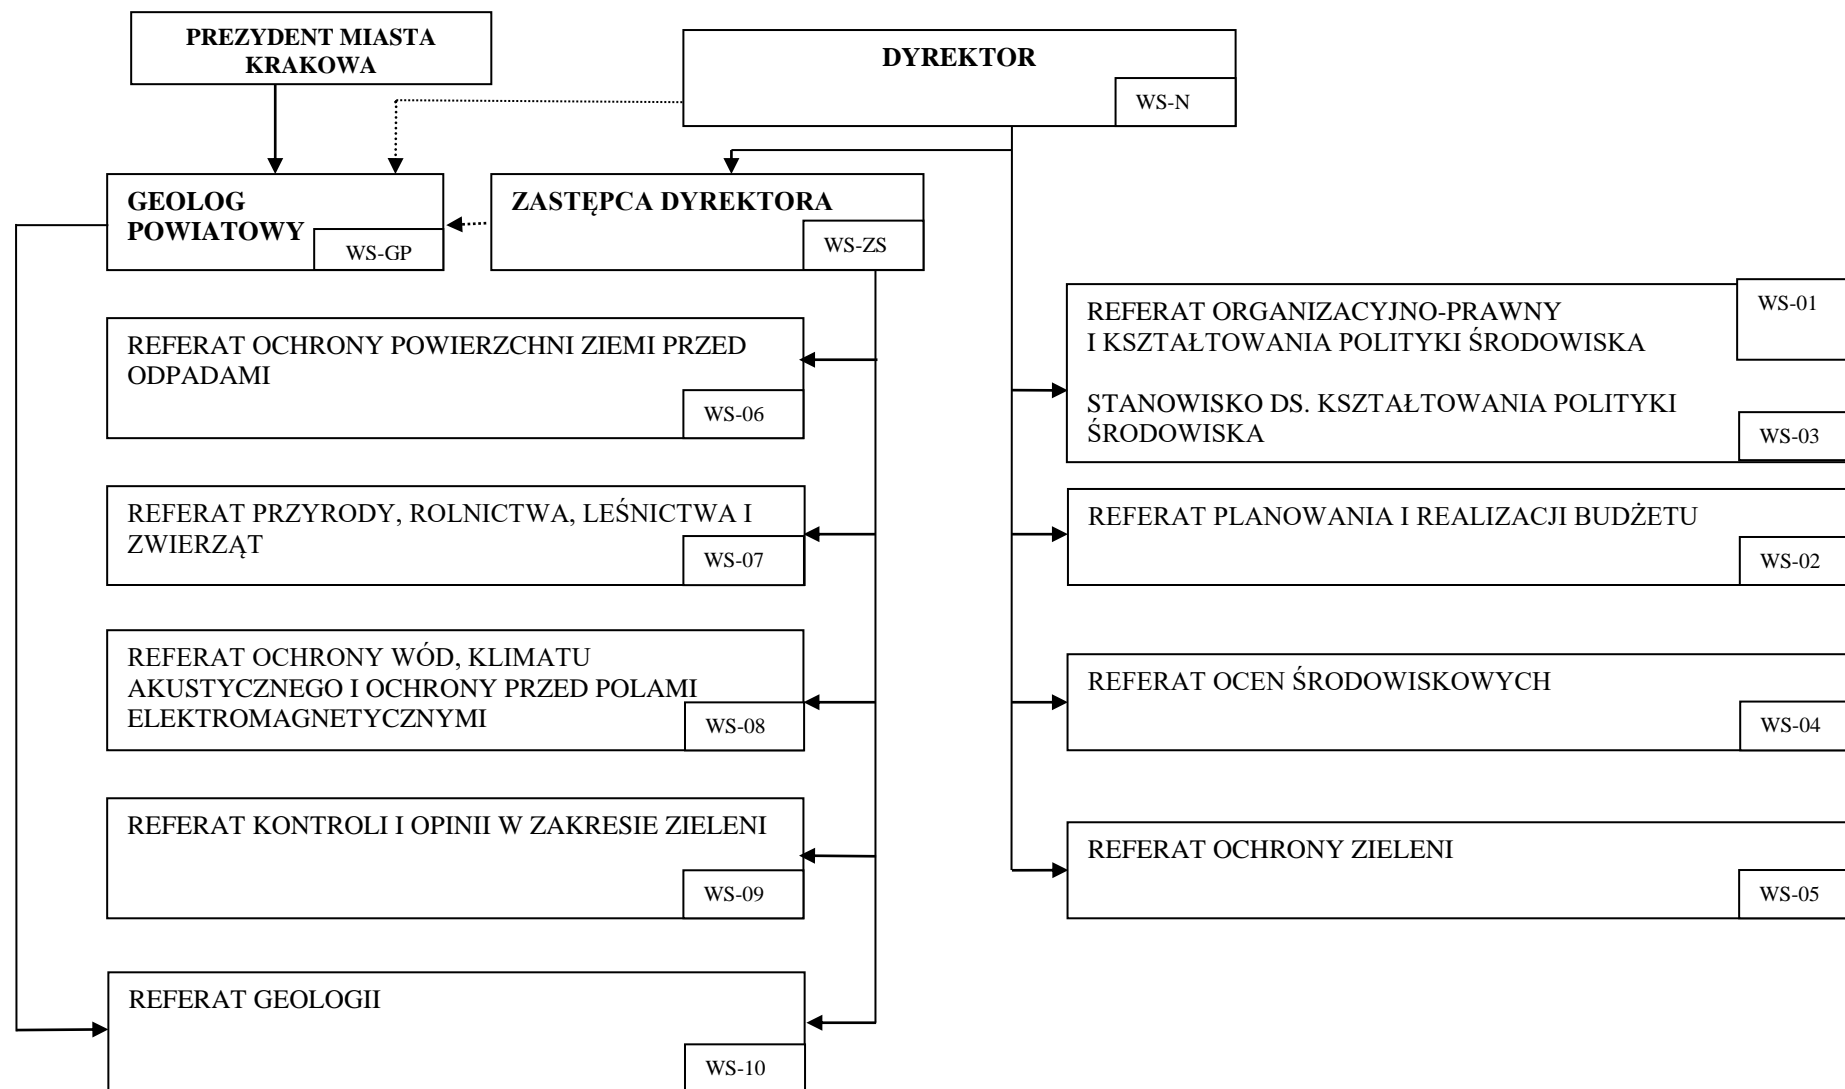 PREZYDENT MIASTA
KRAKOWA
DYREKTOR
WS-N
GEOLOG
POWIATOWY
WS-GP
ZASTĘPCA DYREKTORA
WS-ZS
REFERAT OCHRONY POWIERZCHNI ZIEMI PRZED
ODPADAMI
WS-06
REFERAT PRZYRODY, ROLNICTWA, LEŚNICTWA I
ZWIERZĄT
WS-07
REFERAT OCHRONY WÓD, KLIMATU
AKUSTYCZNEGO I OCHRONY PRZED POLAMI
ELEKTROMAGNETYCZNYMI
WS-08
REFERAT KONTROLI I OPINII W ZAKRESIE ZIELENI
WS-09
REFERAT GEOLOGII
WS-10
REFERAT ORGANIZACYJNO-PRAWNY
I KSZTAŁTOWANIA POLITYKI ŚRODOWISKA
WS-01
STANOWISKO DS. KSZTAŁTOWANIA POLITYKI
ŚRODOWISKA
WS-03
REFERAT PLANOWANIA I REALIZACJI BUDŻETU
WS-02
REFERAT OCEN ŚRODOWISKOWYCH
WS-04
REFERAT OCHRONY ZIELENI
WS-05